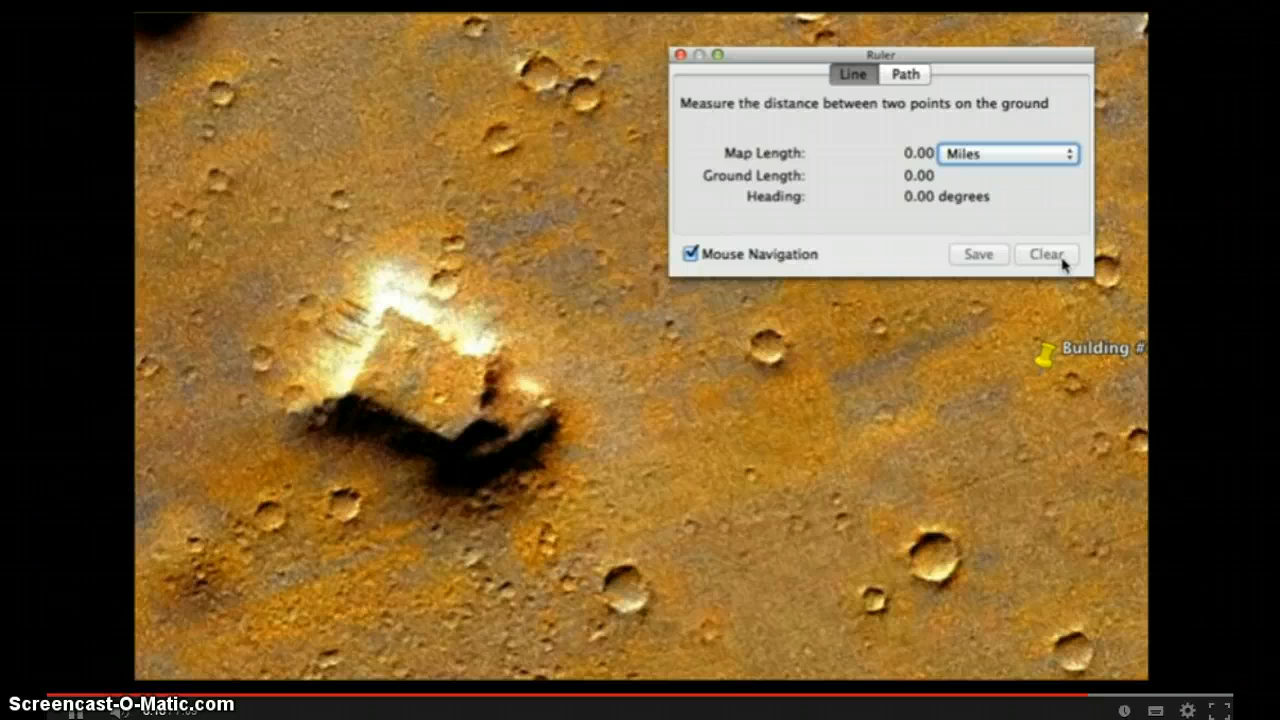 Ruler
Line Path
Measure the distance between two points on the ground
Map Length: 0.00 Miles
Ground Length: 0.00
Heading: 0.00 degrees
Mouse Navigation Save Clear
Building #
Screencast-O-Matic.com